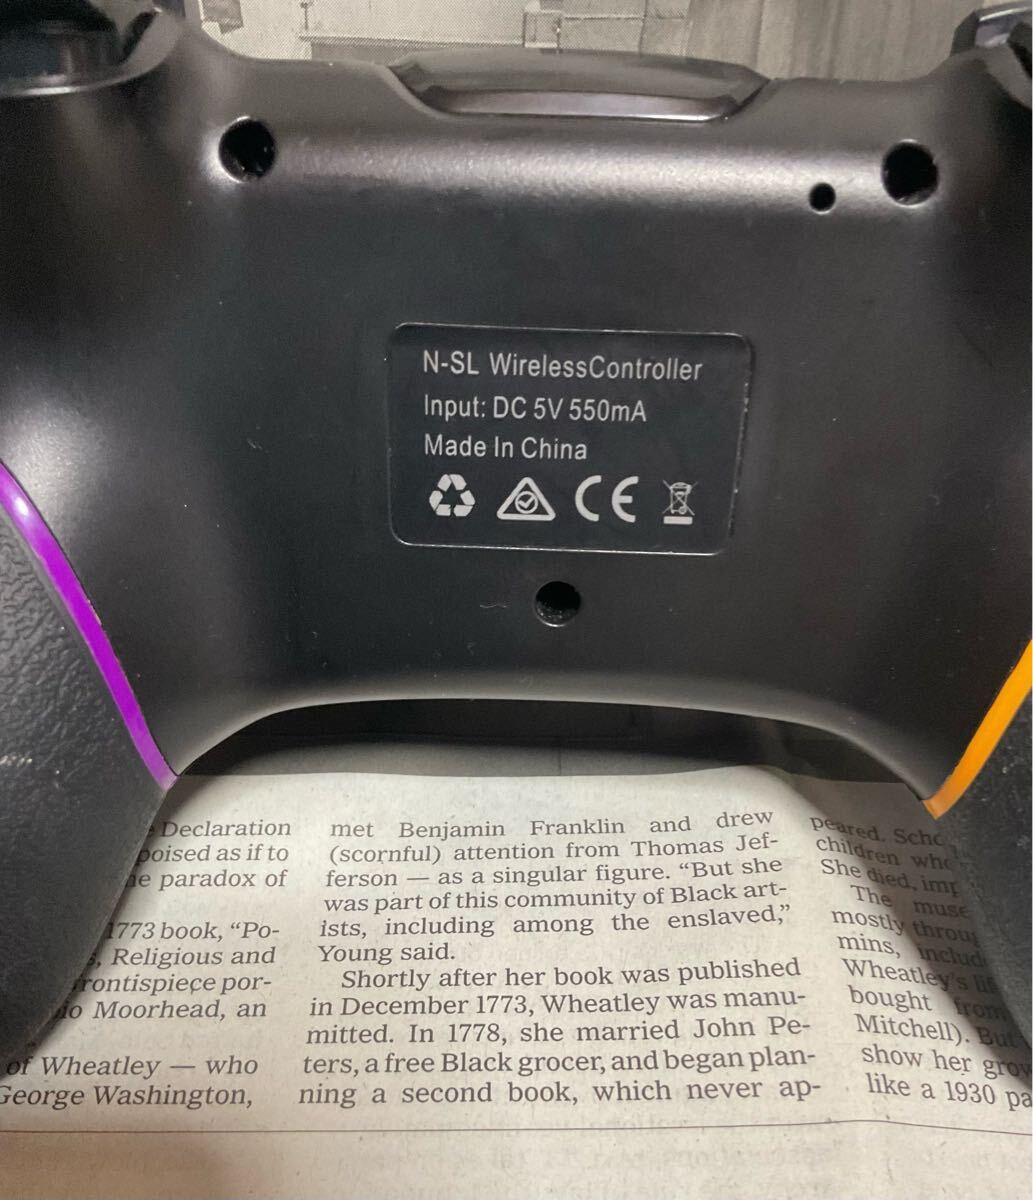 N-SL WirelessController
Input: DC 5V 550mA
Made In China
CE
Declaration
poised as if to
paradox of
1773 book, “Po-
Religious and
rontispiece por-
Moorhead, an
of Wheatley — who
George Washington,
met Benjamin Franklin and drew
(scornful) attention from Thomas Jef-
ferson — as a singular figure. “But she
was part of this community of Black art-
ists, including among the enslaved,”
Young said.
Shortly after her book was published
in December 1773, Wheatley was manu-
mitted. In 1778, she married John Pe-
ters, a free Black grocer, and began plan-
ning a second book, which never ap-
peared.
children
She died,
The
mostly
mins,
Wheatley's
bought from
Mitchell). But
show her
like a 1930